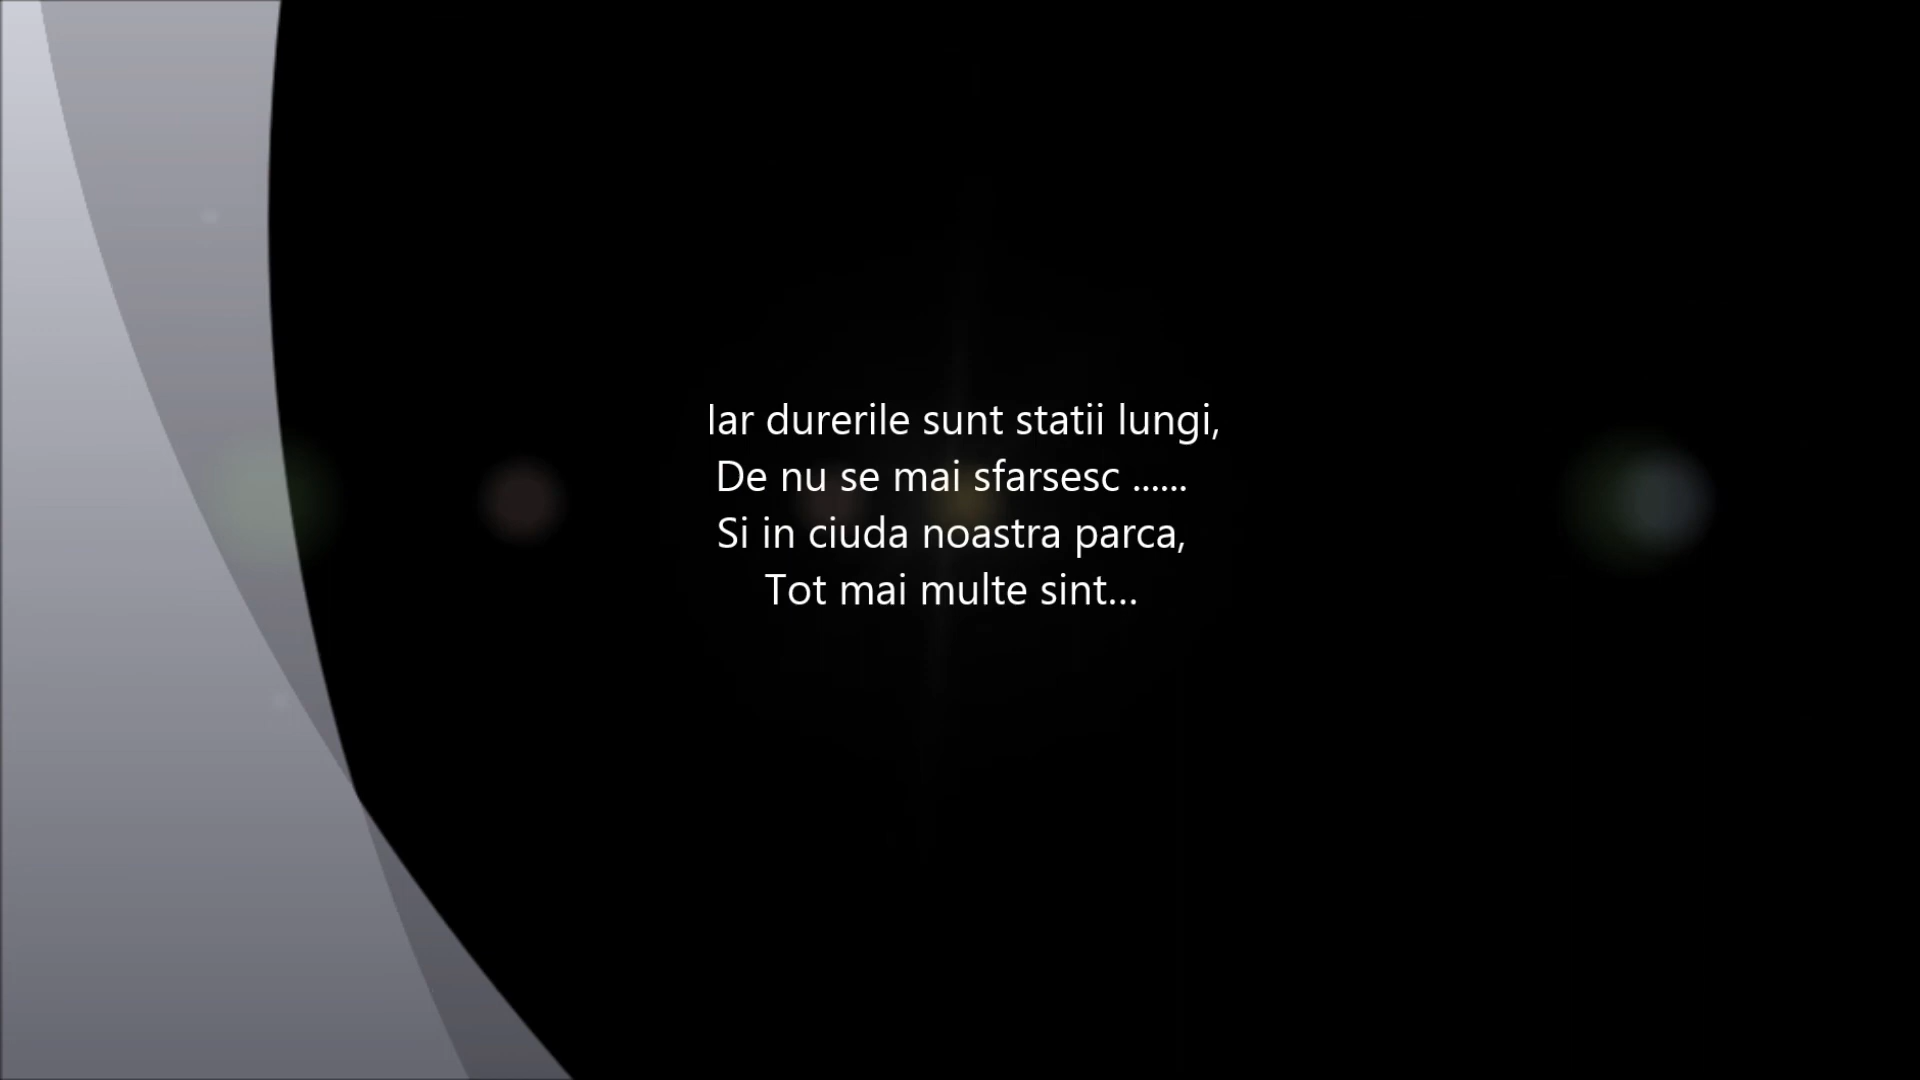 Iar durerile sunt statii lungi,
De nu se mai sfarsesc ......
Si in ciuda noastra parca,
Tot mai multe sint...